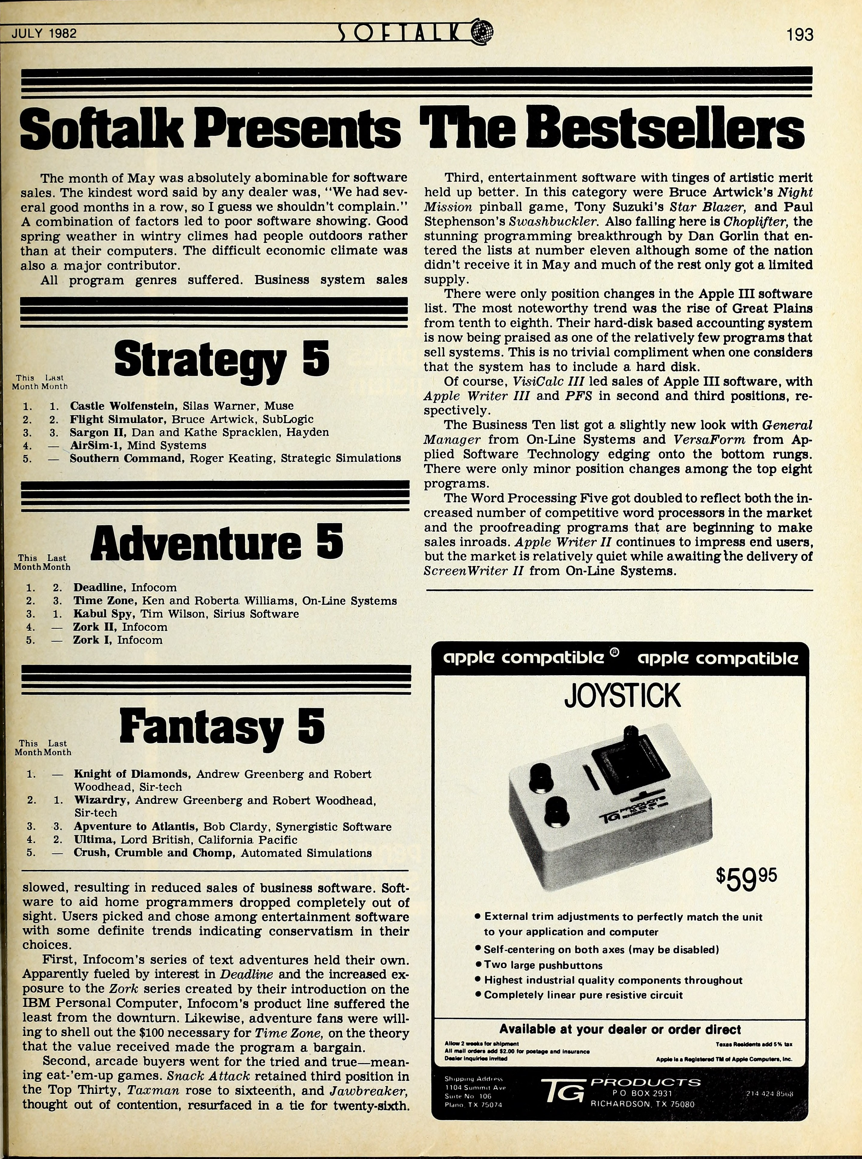 JULY 1982
SOFTALK
193
Softalk Presents The Bestsellers
The month of May was absolutely abominable for software
sales. The kindest word said by any dealer was, "We had sev-
eral good months in a row, so I guess we shouldn't complain."
A combination of factors led to poor software showing. Good
spring weather in wintry climes had people outdoors rather
than at their computers. The difficult economic climate was
also a major contributor.
All program genres suffered. Business system sales
Strategy 5
This Last
Month Month
1. 1. Castle Wolfenstein, Silas Warner, Muse
2. 2. Flight Simulator, Bruce Artwick, SubLogic
3. 3. Sargon II, Dan and Kathe Spracklen, Hayden
4. — AirSim-1, Mind Systems
5. — Southern Command, Roger Keating, Strategic Simulations
Adventure 5
This Last
Month Month
1. 2. Deadline, Infocom
2. 3. Time Zone, Ken and Roberta Williams, On-Line Systems
3. 1. Kabul Spy, Tim Wilson, Sirius Software
4. — Zork II, Infocom
5. — Zork I, Infocom
Fantasy 5
This Last
Month Month
1. — Knight of Diamonds, Andrew Greenberg and Robert
Woodhead, Sir-tech
2. 1. Wizardry, Andrew Greenberg and Robert Woodhead,
Sir-tech
3. 3. Apventure to Atlantis, Bob Clardy, Synergistic Software
4. 2. Ultima, Lord British, California Pacific
5. — Crush, Crumble and Chomp, Automated Simulations
slowed, resulting in reduced sales of business software. Soft-
ware to aid home programmers dropped completely out of
sight. Users picked and chose among entertainment software
with some definite trends indicating conservatism in their
choices.
First, Infocom's series of text adventures held their own.
Apparently fueled by interest in Deadline and the increased ex-
posure to the Zork series created by their introduction on the
IBM Personal Computer, Infocom's product line suffered the
least from the downturn. Likewise, adventure fans were will-
ing to shell out the $100 necessary for Time Zone, on the theory
that the value received made the program a bargain.
Second, arcade buyers went for the tried and true—mean-
ing eat-'em-up games. Snack Attack retained third position in
the Top Thirty, Taxman rose to sixteenth, and Jawbreaker,
thought out of contention, resurfaced in a tie for twenty-sixth.
Third, entertainment software with tinges of artistic merit
held up better. In this category were Bruce Artwick's Night
Mission pinball game, Tony Suzuki's Star Blazer, and Paul
Stephenson's Swashbuckler. Also falling here is Choplifter, the
stunning programming breakthrough by Dan Gorlin that en-
tered the lists at number eleven although some of the nation
didn't receive it in May and much of the rest only got a limited
supply.
There were only position changes in the Apple III software
list. The most noteworthy trend was the rise of Great Plains
from tenth to eighth. Their hard-disk based accounting system
is now being praised as one of the relatively few programs that
sell systems. This is no trivial compliment when one considers
that the system has to include a hard disk.
Of course, VisiCalc III led sales of Apple III software, with
Apple Writer III and PFS in second and third positions, re-
spectively.
The Business Ten list got a slightly new look with General
Manager from On-Line Systems and VersaForm from Ap-
plied Software Technology edging onto the bottom rungs.
There were only minor position changes among the top eight
programs.
The Word Processing Five got doubled to reflect both the in-
creased number of competitive word processors in the market
and the proofreading programs that are beginning to make
sales inroads. Apple Writer II continues to impress end users,
but the market is relatively quiet while awaiting the delivery of
ScreenWriter II from On-Line Systems.
apple compatible ® apple compatible
JOYSTICK
TG PRODUCTS
$59 95
• External trim adjustments to perfectly match the unit
to your application and computer
• Self-centering on both axes (may be disabled)
• Two large pushbuttons
• Highest industrial quality components throughout
• Completely linear pure resistive circuit
Available at your dealer or order direct
Allow 2 weeks for shipment
All mail orders add $2.00 for postage and insurance
Dealer inquiries invited
Texas Residents add 5% tax
Apple is a Registered TM of Apple Computers, Inc.
Shipping Address
1104 Summit Ave
Suite No. 106
Plano, TX 75074
TG PRODUCTS
P O BOX 2931
RICHARDSON, TX 75080
214 424 8568